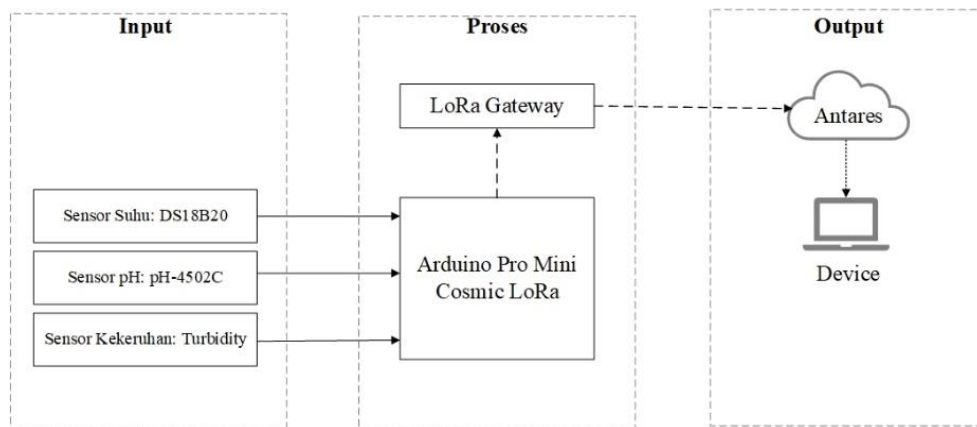 Input
Proses
Output
LoRa Gateway
Antares
Sensor Suhu: DS18B20
Sensor pH: pH-4502C
Sensor Kekeruhan: Turbidity
Arduino Pro Mini
Cosmic LoRa
Device